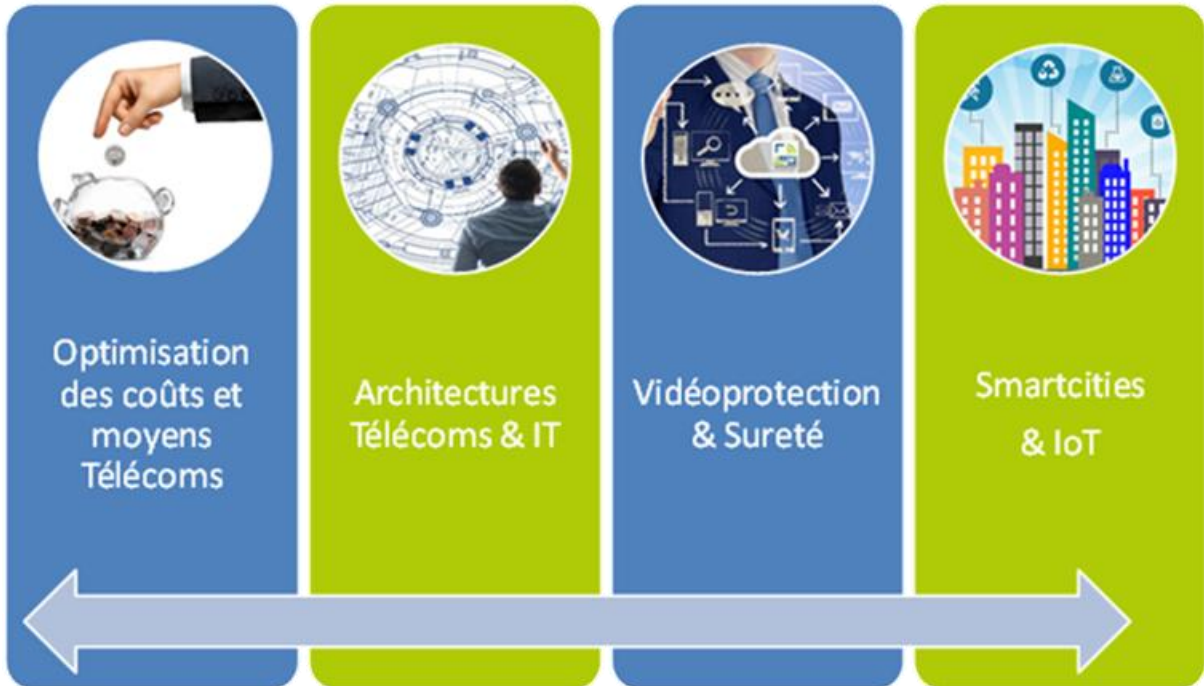 Optimisation
des coûts et
moyens
Télécoms
Architectures
Télécoms & IT
Vidéoprotection
& Sureté
Smartcities
& IoT